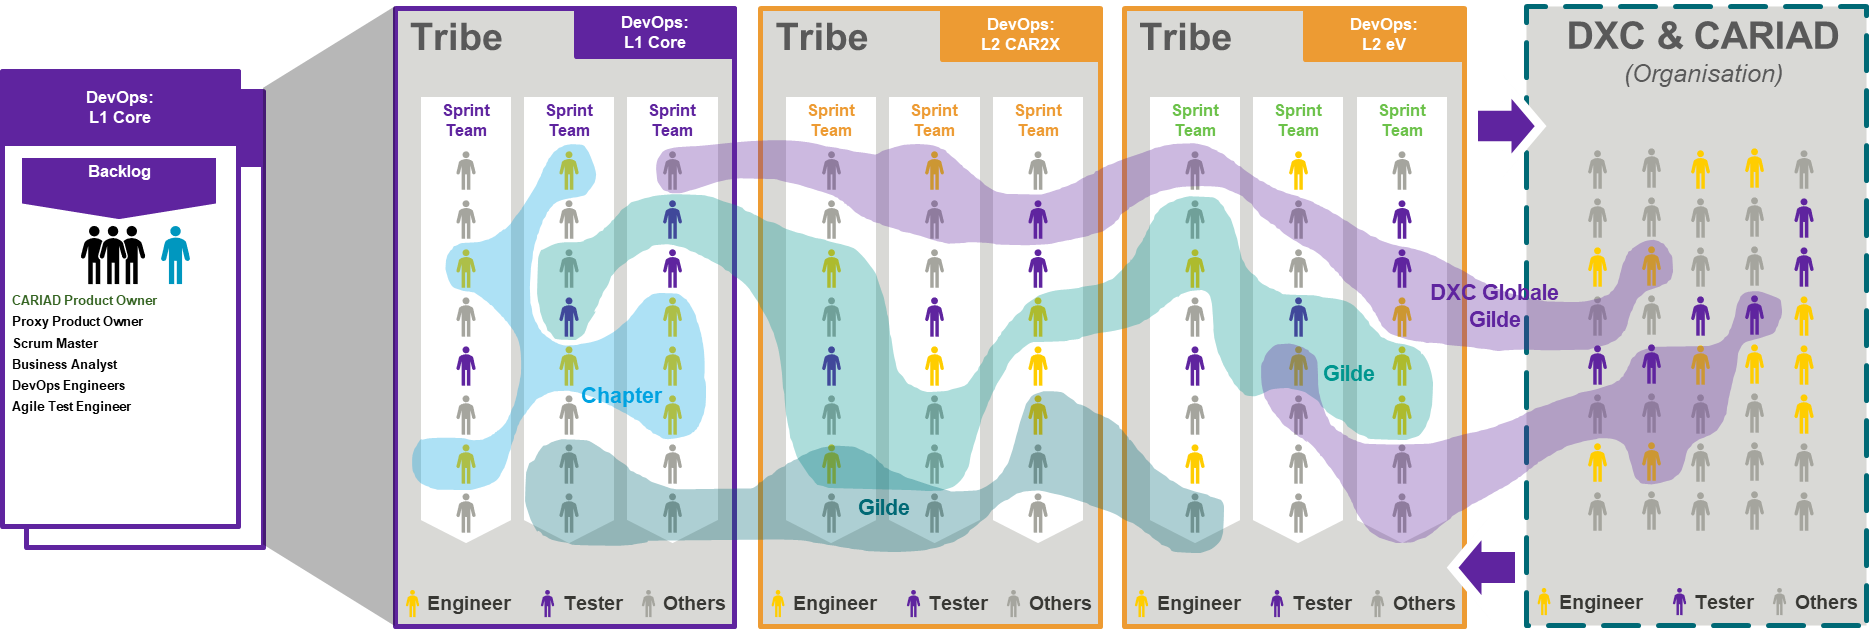 DevOps:
L1 Core
Backlog
CARIAD Product Owner
Proxy Product Owner
Scrum Master
Business Analyst
DevOps Engineers
Agile Test Engineer
Tribe
DevOps:
L1 Core
Sprint
Team
Sprint
Team
Sprint
Team
Chapter
Engineer
Tester
Others
Tribe
DevOps:
L2 CAR2X
Sprint
Team
Sprint
Team
Sprint
Team
Gilde
Engineer
Tester
Others
Tribe
DevOps:
L2 eV
Sprint
Team
Sprint
Team
Sprint
Team
DXC Globale
Gilde
Gilde
Engineer
Tester
Others
DXC & CARIAD
(Organisation)
Engineer
Tester
Others